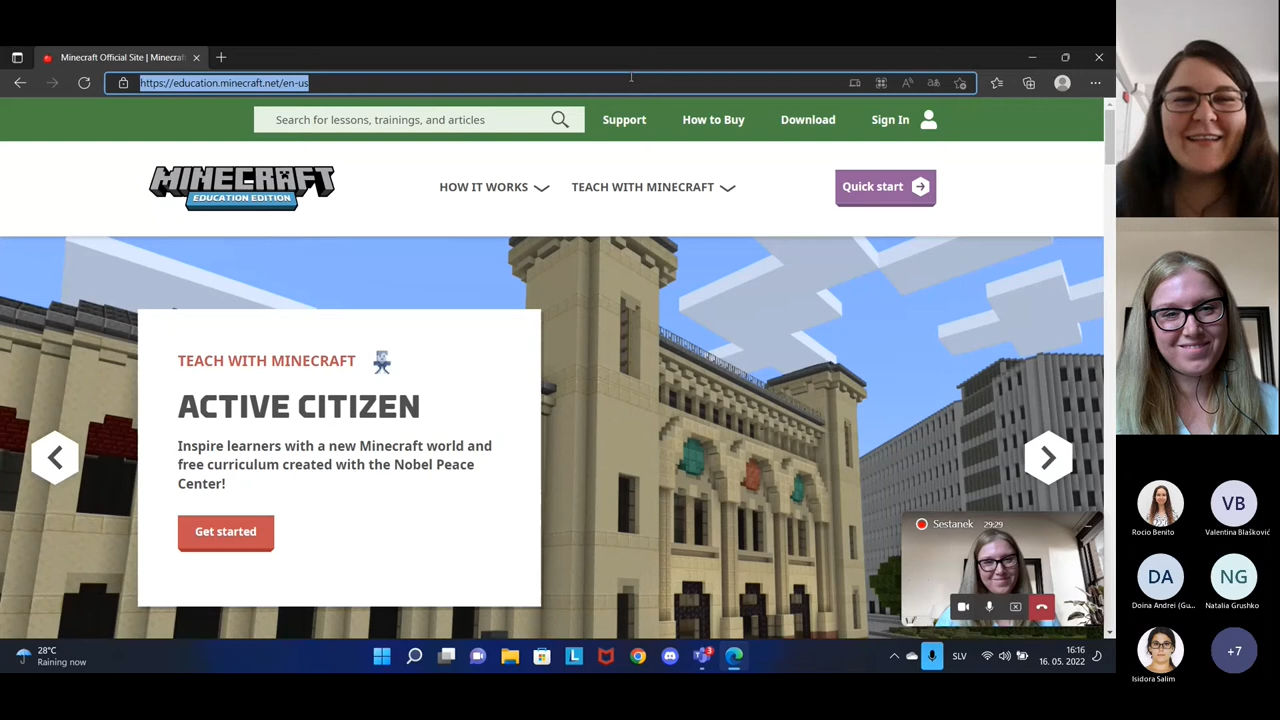 Minecraft Official Site | Minecraf
https://education.minecraft.net/en-us
Search for lessons, trainings, and articles
Support
How to Buy
Download
Sign In
MINECRAFT
EDUCATION EDITION
HOW IT WORKS
TEACH WITH MINECRAFT
Quick start
TEACH WITH MINECRAFT
ACTIVE CITIZEN
Inspire learners with a new Minecraft world and
free curriculum created with the Nobel Peace
Center!
Get started
Sestanek 29:29
28°C
Raining now
L
3
SLV
16:16
16. 05. 2022
VB
Rocio Benito
Valentina Blašković
DA
NG
Doina Andrei (Gu...
Natalia Grushko
+7
Isidora Salim